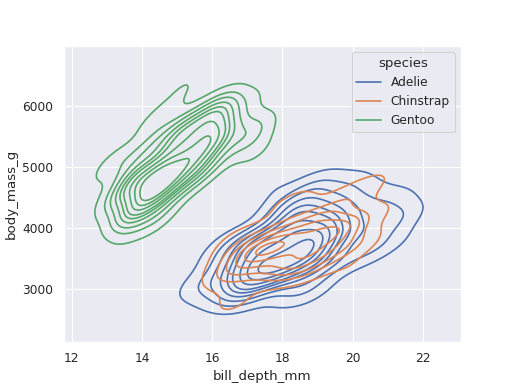 species
Adelie
Chinstrap
Gentoo
body_mass_g
6000
5000
4000
3000
12 14 16 18 20 22
bill_depth_mm